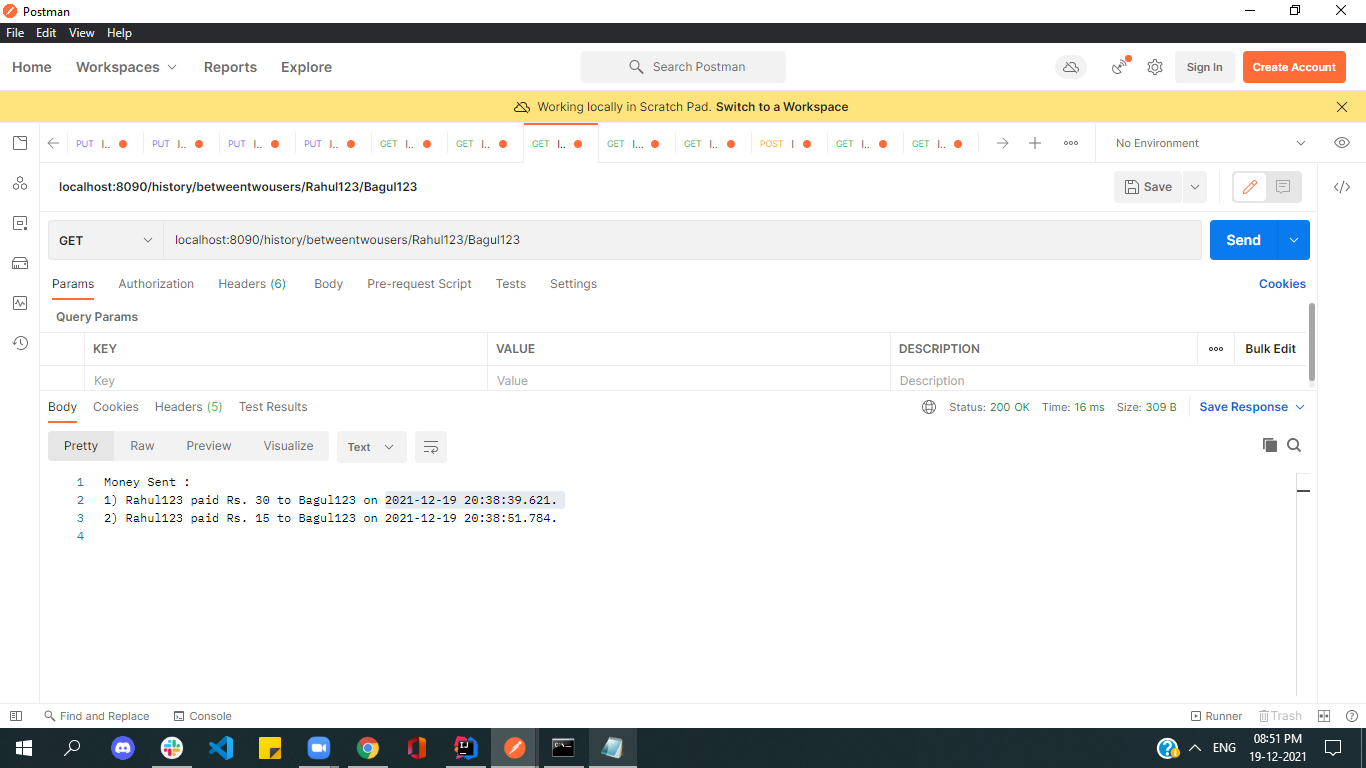 Postman
File Edit View Help
Home Workspaces Reports Explore Search Postman Sign In Create Account
Working locally in Scratch Pad. Switch to a Workspace
PUT l.. PUT l.. PUT l.. PUT l.. GET l.. GET l.. GET l.. GET l... GET l.. POST l GET l.. GET l.. No Environment
localhost:8090/history/betweentwousers/Rahul123/Bagul123 Save
GET localhost:8090/history/betweentwousers/Rahul123/Bagul123 Send
Params Authorization Headers (6) Body Pre-request Script Tests Settings Cookies
Query Params
KEY VALUE DESCRIPTION Bulk Edit
Key Value Description
Body Cookies Headers (5) Test Results Status: 200 OK Time: 16 ms Size: 309 B Save Response
Pretty Raw Preview Visualize Text
1 Money Sent :
2 1) Rahul123 paid Rs. 30 to Bagul123 on 2021-12-19 20:38:39.621.
3 2) Rahul123 paid Rs. 15 to Bagul123 on 2021-12-19 20:38:51.784.
4
Find and Replace Console Runner Trash
ENG 08:51 PM
19-12-2021